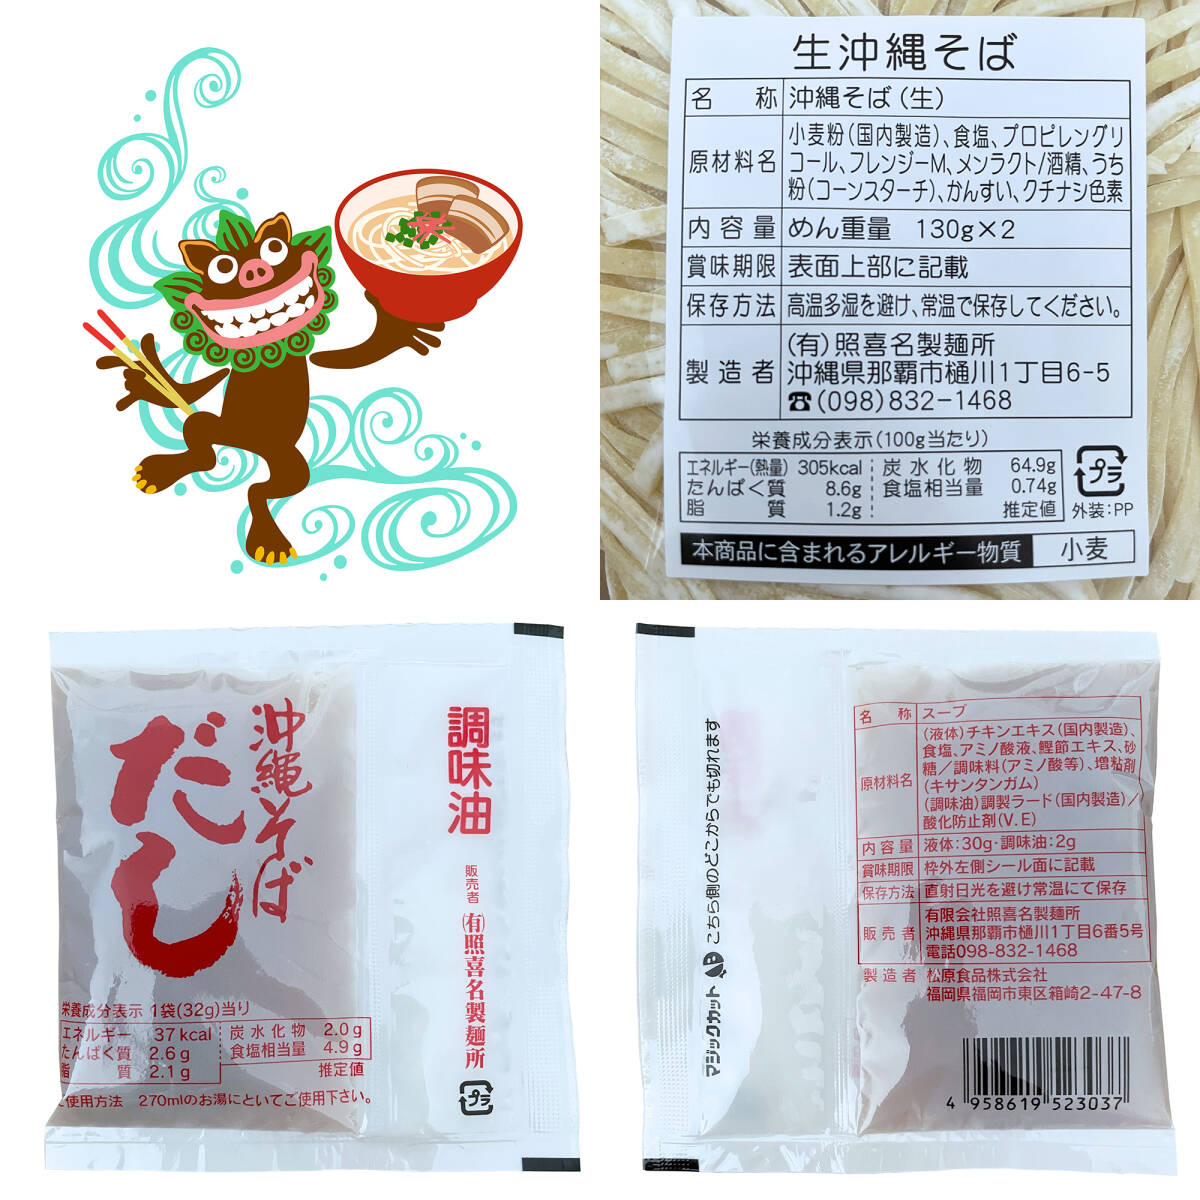 生沖縄そば
名　称 沖縄そば(生)
原材料名 小麦粉(国内製造)、食塩、プロピレングリ
コール、フレンジーM、メンラクト/酒精、うち
粉(コーンスターチ)、かんすい、クチナシ色素
内容量 めん重量　130g×2
賞味期限 表面上部に記載
保存方法 高温多湿を避け、常温で保存してください。
製造者 (有)照喜名製麺所
沖縄県那覇市樋川1丁目6-5
☎(098)832-1468
栄養成分表示(100g当たり)
エネルギー(熱量) 305kcal 炭水化物 64.9g
たんぱく質 8.6g 食塩相当量 0.74g
脂質 1.2g 推定値
プラ
外装:PP
本商品に含まれるアレルギー物質 小麦
沖縄そば
だし
栄養成分表示 1袋(32g)当り
エネルギー 37kcal 炭水化物 2.0g
たんぱく質 2.6g 食塩相当量 4.9g
脂質 2.1g 推定値
ご使用方法 270mlのお湯にといてご使用下さい。
調味油
販売者
㈲照喜名製麺所
プラ
マジックカット こちら側のどこからでも切れます
名　称 スープ
原材料名 (液体)チキンエキス(国内製造)、
食塩、アミノ酸液、鰹節エキス、砂
糖/調味料(アミノ酸等)、増粘剤
(キサンタンガム)
(調味油)調製ラード(国内製造)/
酸化防止剤(V.E)
内容量 液体:30g・調味油:2g
賞味期限 枠外左側シール面に記載
保存方法 直射日光を避け常温にて保存
販売者 有限会社照喜名製麺所
沖縄県那覇市樋川1丁目6番5号
電話098-832-1468
製造者 松原食品株式会社
福岡県福岡市東区箱崎2-47-8
4 958619 523037